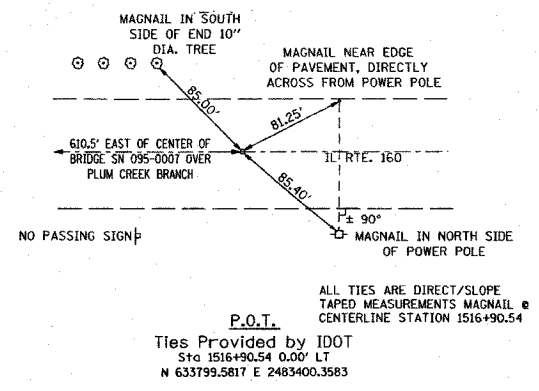 MAGNAIL IN SOUTH
SIDE OF END 10"
DIA. TREE
MAGNAIL NEAR EDGE
OF PAVEMENT, DIRECTLY
ACROSS FROM POWER POLE
85.00'
81.25'
610.5' EAST OF CENTER OF
BRIDGE SN 095-0007 OVER
PLUM CREEK BRANCH
IL RTE. 160
85.40'
± 90°
NO PASSING SIGN
MAGNAIL IN NORTH SIDE
OF POWER POLE
ALL TIES ARE DIRECT/SLOPE
TAPED MEASUREMENTS MAGNAIL @
CENTERLINE STATION 1516+90.54
P.O.T.
Ties Provided by IDOT
Sta 1516+90.54 0.00' LT
N 633799.5817 E 2483400.3583